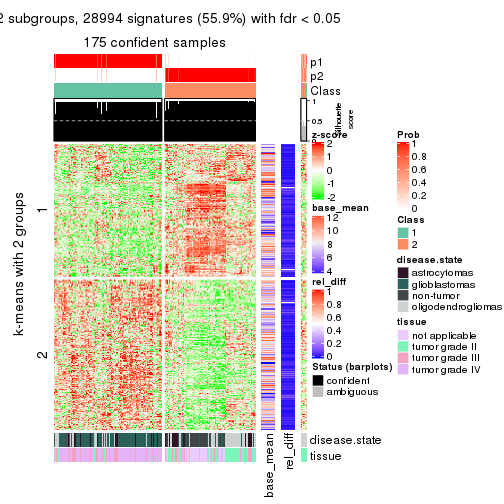 2 subgroups, 28994 signatures (55.9%) with fdr < 0.05
175 confident samples
p1
p2
Class
1
0.5
0
Silhouette
score
k-means with 2 groups
1
2
z-score
2
1
0
-1
-2
base_mean
12
10
8
6
4
rel_diff
1
0.8
0.6
0.4
0.2
0
Status (barplots)
confident
ambiguous
Prob
1
0.8
0.6
0.4
0.2
0
Class
1
2
disease.state
astrocytomas
glioblastomas
non-tumor
oligodendrogliomas
tissue
not applicable
tumor grade II
tumor grade III
tumor grade IV
disease.state
tissue
base_mean
rel_diff